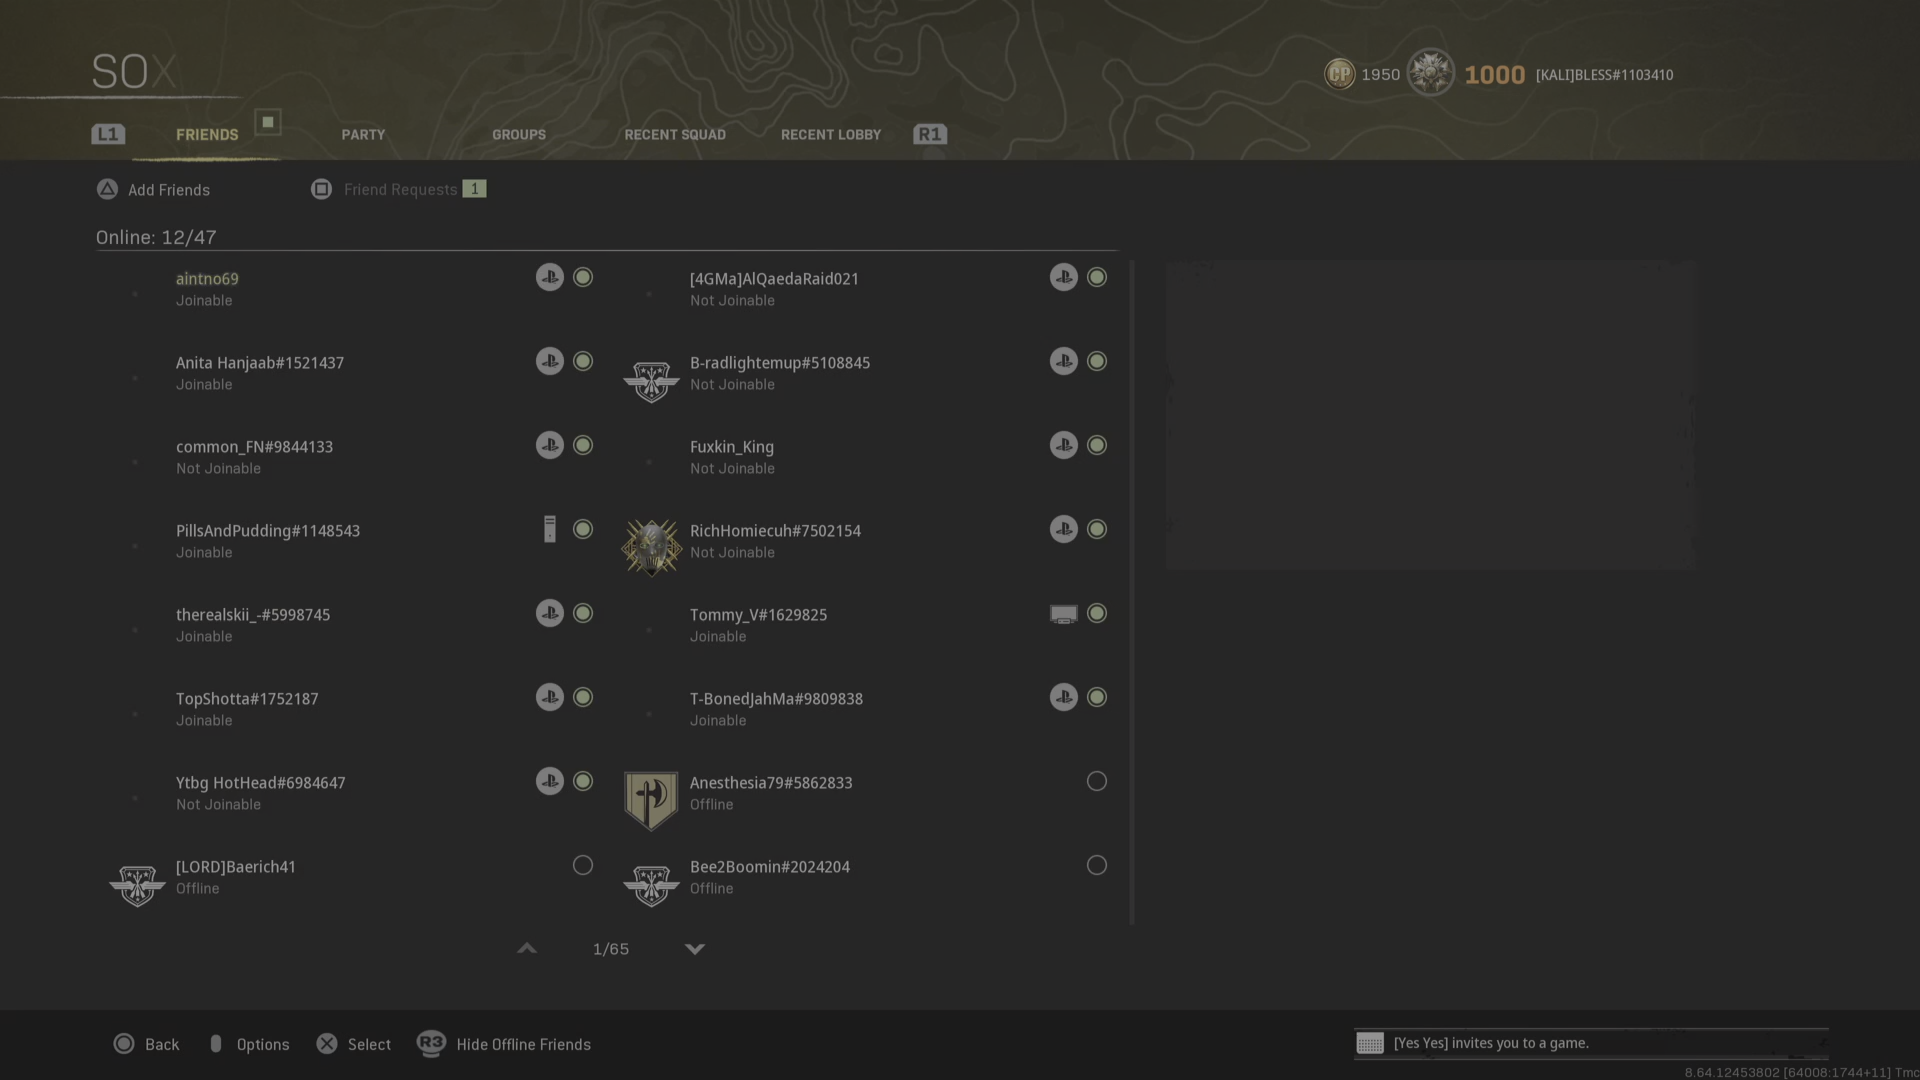 SOX
CP 1950 1000 [KALI]BLESS#1103410
L1 FRIENDS PARTY GROUPS RECENT SQUAD RECENT LOBBY R1
Add Friends Friend Requests 1
Online: 12/47
aintno69
Joinable
[4GMa]AlQaedaRaid021
Not Joinable
Anita Hanjaab#1521437
Joinable
B-radlightemup#5108845
Not Joinable
common_FN#9844133
Not Joinable
Fuxkin_King
Not Joinable
PillsAndPudding#1148543
Joinable
RichHomiecuh#7502154
Not Joinable
therealskii_-#5998745
Joinable
Tommy_V#1629825
Joinable
TopShotta#1752187
Joinable
T-BonedJahMa#9809838
Joinable
Ytbg HotHead#6984647
Not Joinable
Anesthesia79#5862833
Offline
[LORD]Baerich41
Offline
Bee2Boomin#2024204
Offline
1/65
Back Options Select R3 Hide Offline Friends
[Yes Yes] invites you to a game.
8.64.12453802 [64008:1744+11] Tmc